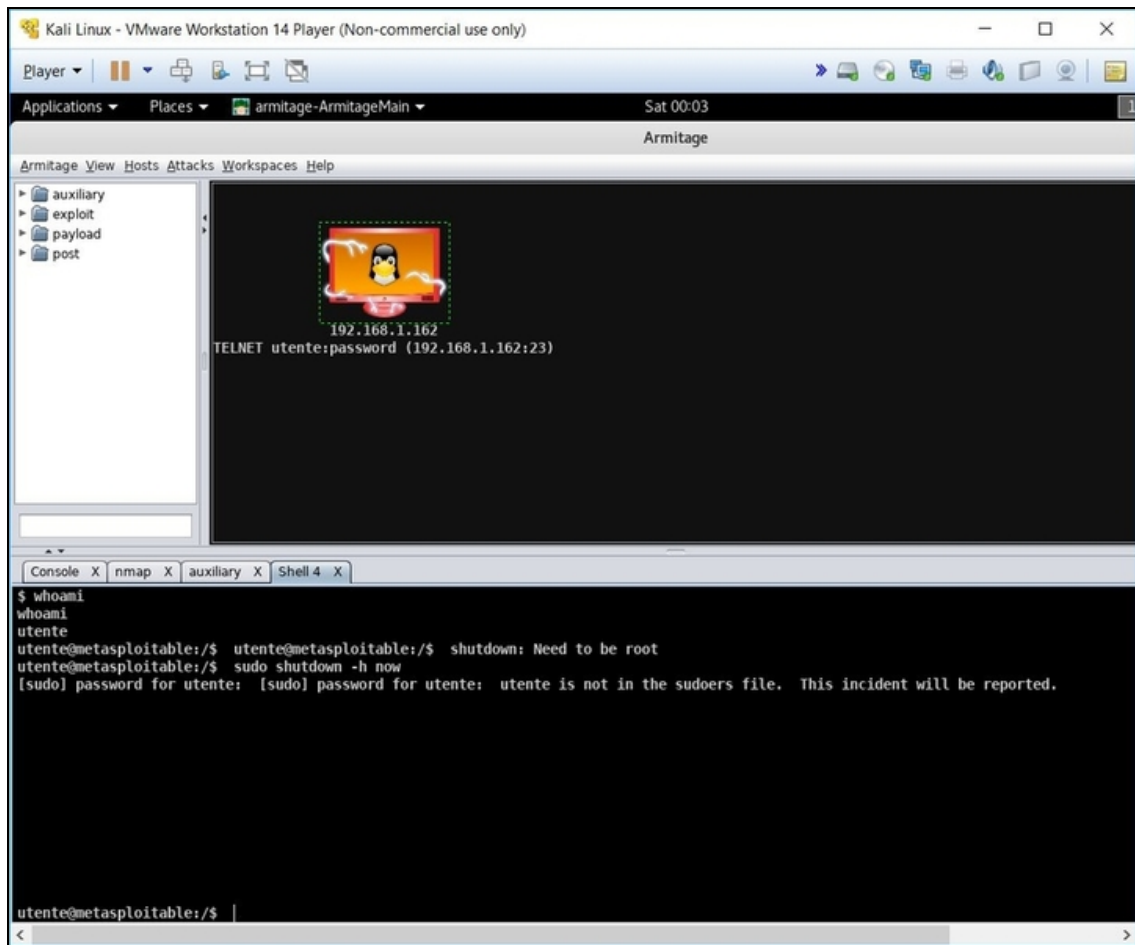 Kali Linux - VMware Workstation 14 Player (Non-commercial use only)
Player
Applications Places armitage-ArmitageMain Sat 00:03 1
Armitage
Armitage View Hosts Attacks Workspaces Help
auxiliary
exploit
payload
post
192.168.1.162
TELNET utente:password (192.168.1.162:23)
Console X nmap X auxiliary X Shell 4 X
$ whoami
whoami
utente
utente@metasploitable:/$ utente@metasploitable:/$ shutdown: Need to be root
utente@metasploitable:/$ sudo shutdown -h now
[sudo] password for utente: [sudo] password for utente: utente is not in the sudoers file. This incident will be reported.
utente@metasploitable:/$